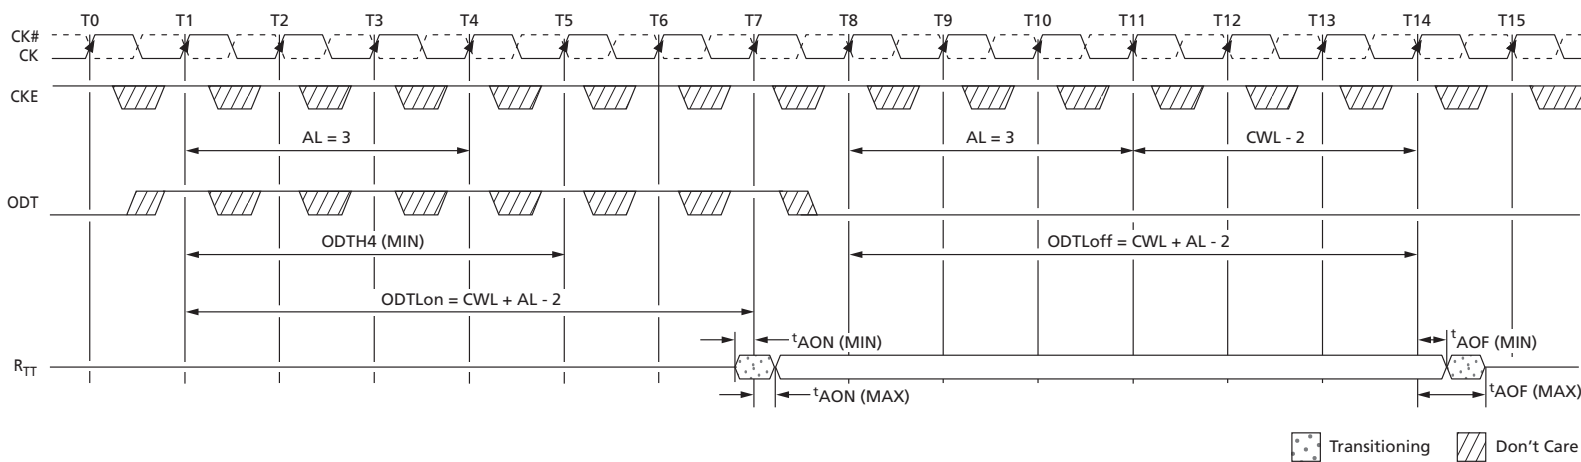 T0 T1 T2 T3 T4 T5 T6 T7 T8 T9 T10 T11 T12 T13 T14 T15
CK#
CK
CKE
AL = 3 AL = 3 CWL - 2
ODT
ODTH4 (MIN) ODTLoff = CWL + AL - 2
ODTLon = CWL + AL - 2
tAON (MIN) tAOF (MIN)
RTT
tAON (MAX) tAOF (MAX)
Transitioning Don't Care